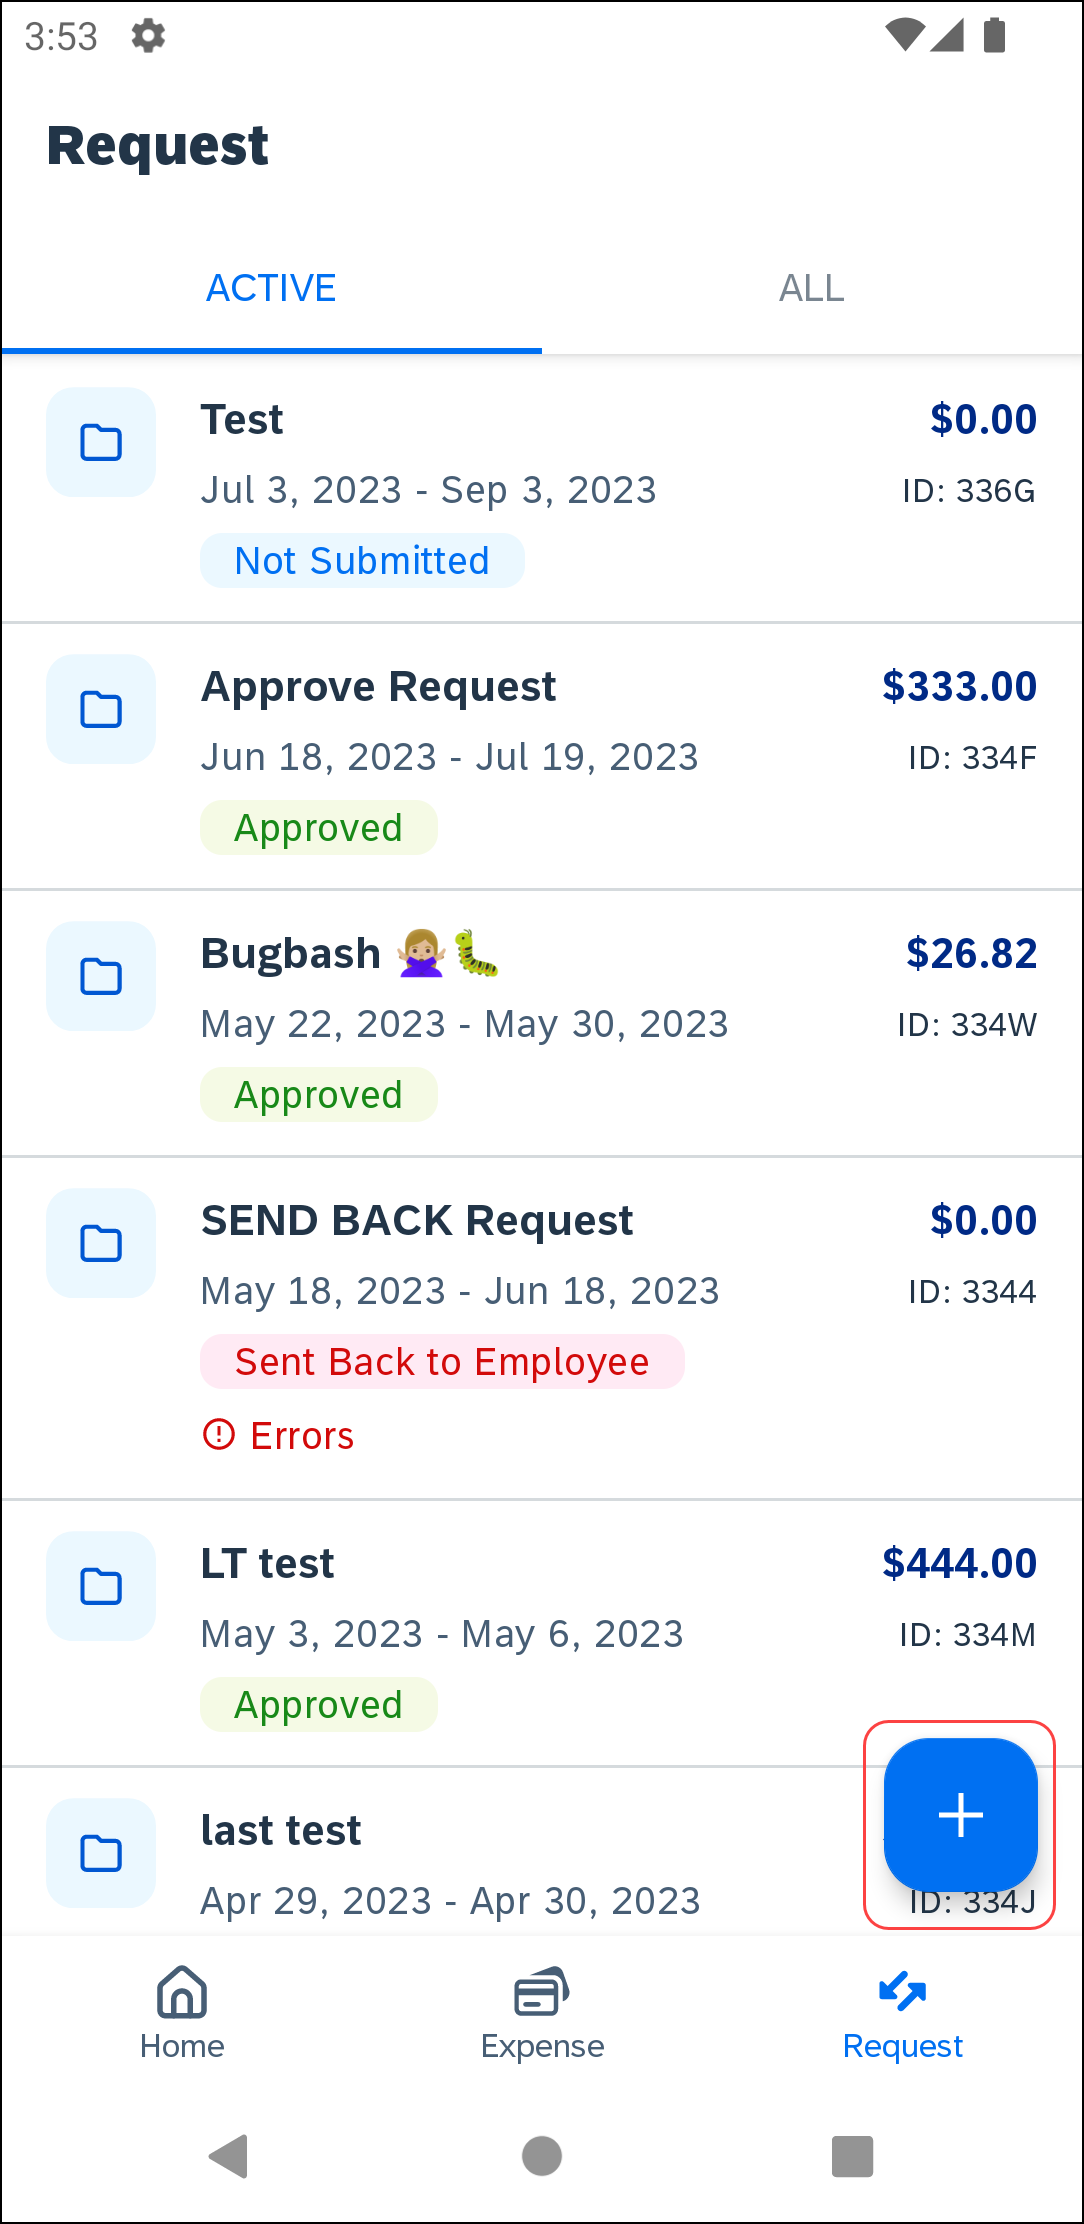 3:53
Request
ACTIVE ALL
Test $0.00
Jul 3, 2023 - Sep 3, 2023 ID: 336G
Not Submitted
Approve Request $333.00
Jun 18, 2023 - Jul 19, 2023 ID: 334F
Approved
Bugbash 🙅🏼‍♀️🐛 $26.82
May 22, 2023 - May 30, 2023 ID: 334W
Approved
SEND BACK Request $0.00
May 18, 2023 - Jun 18, 2023 ID: 3344
Sent Back to Employee
Errors
LT test $444.00
May 3, 2023 - May 6, 2023 ID: 334M
Approved
last test
Apr 29, 2023 - Apr 30, 2023 ID: 334J
Home Expense Request